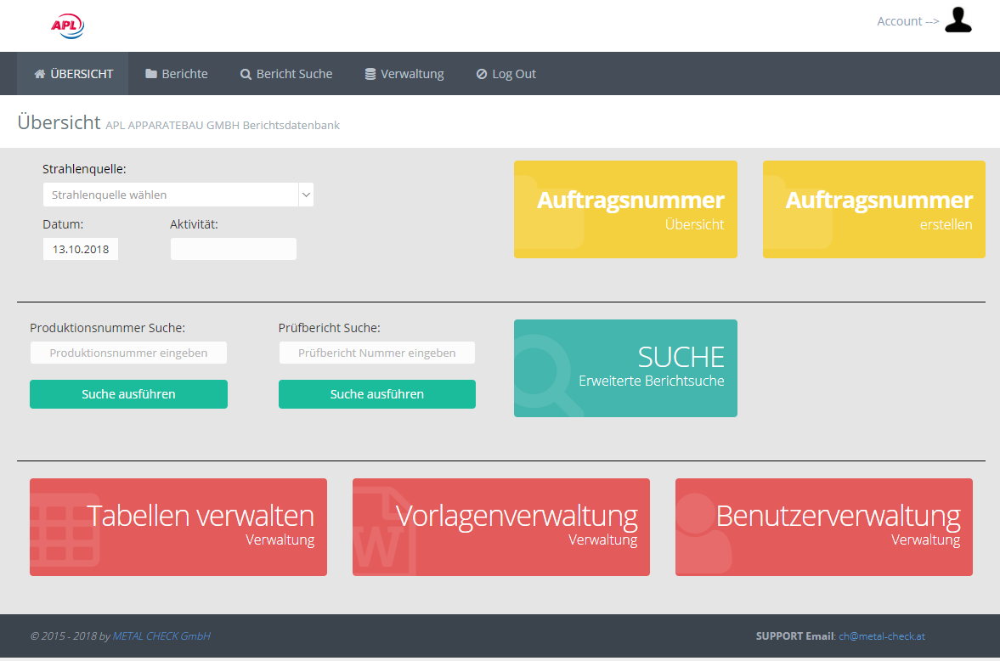 APL
Account -->
ÜBERSICHT Berichte Bericht Suche Verwaltung Log Out
Übersicht APL APPARATEBAU GMBH Berichtsdatenbank
Strahlenquelle:
Strahlenquelle wählen
Datum: Aktivität:
13.10.2018
Auftragsnummer
Übersicht
Auftragsnummer
erstellen
Produktionsnummer Suche:
Produktionsnummer eingeben
Suche ausführen
Prüfbericht Suche:
Prüfbericht Nummer eingeben
Suche ausführen
SUCHE
Erweiterte Berichtsuche
Tabellen verwalten
Verwaltung
W
Vorlagenverwaltung
Verwaltung
Benutzerverwaltung
Verwaltung
© 2015 - 2018 by METAL CHECK GmbH
SUPPORT Email: ch@metal-check.at